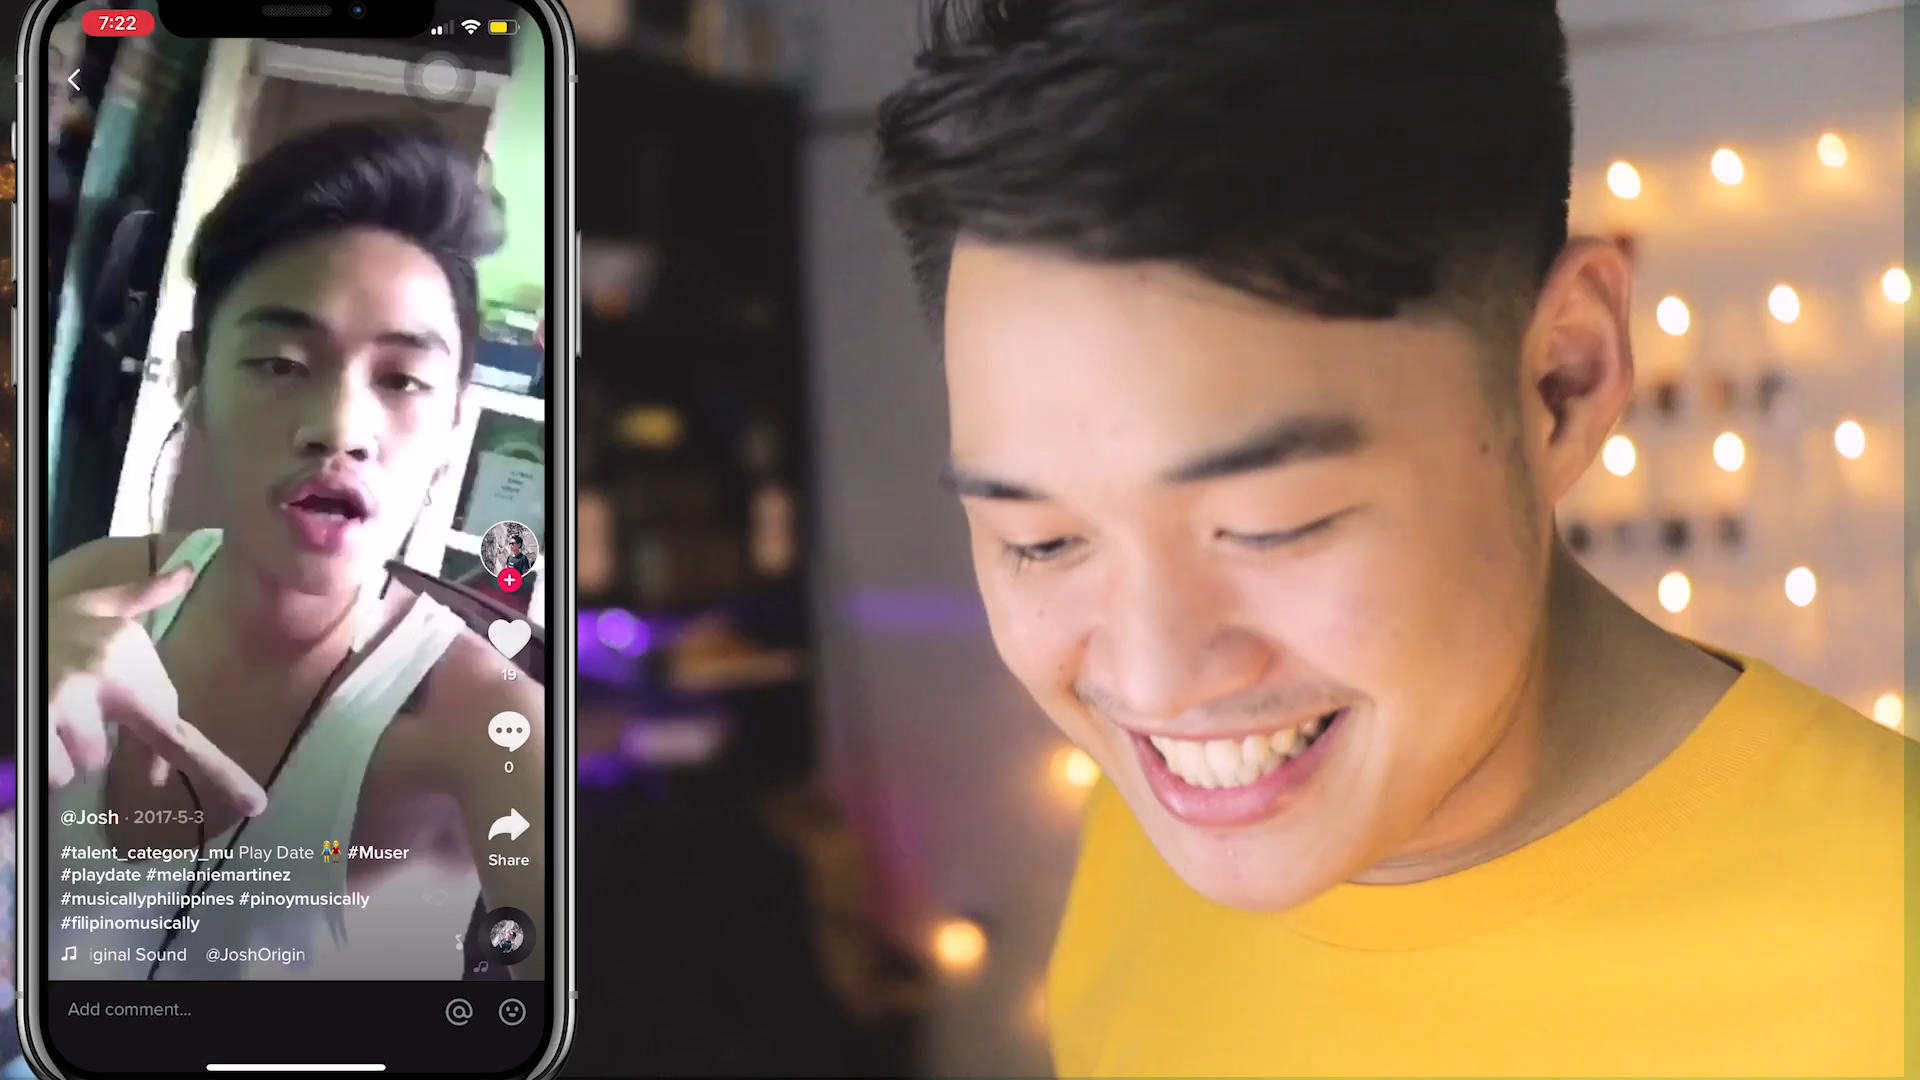 7:22
19
0
@Josh · 2017-5-3
Share
#talent_category_mu Play Date 👭 #Muser
#playdate #melaniemartinez
#musicallyphilippines #pinoymusically
#filipinomusically
iginal Sound @JoshOrigin
Add comment...